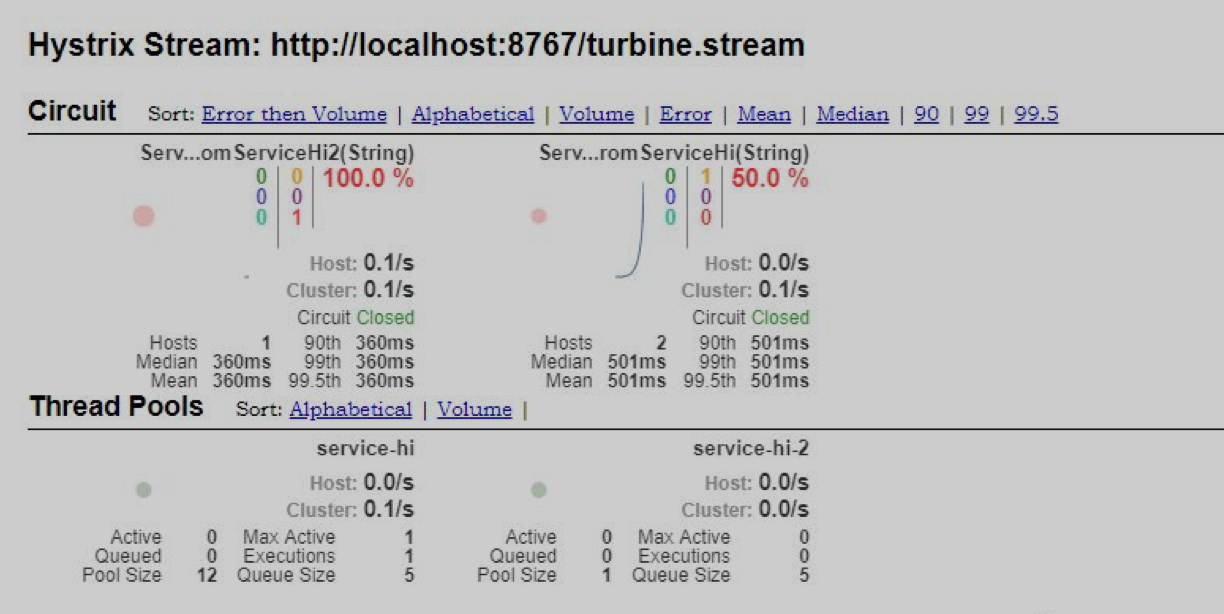 Hystrix Stream: http://localhost:8767/turbine.stream
Circuit Sort: Error then Volume | Alphabetical | Volume | Error | Mean | Median | 90 | 99 | 99.5
Serv...omServiceHi2(String) Serv...romServiceHi(String)
0 0 100.0 % 0 1 50.0 %
0 0 0 0
0 1 0 0
Host: 0.1/s Host: 0.0/s
Cluster: 0.1/s Cluster: 0.1/s
Circuit Closed Circuit Closed
Hosts 1 90th 360ms Hosts 2 90th 501ms
Median 360ms 99th 360ms Median 501ms 99th 501ms
Mean 360ms 99.5th 360ms Mean 501ms 99.5th 501ms
Thread Pools Sort: Alphabetical | Volume |
service-hi service-hi-2
Host: 0.0/s Host: 0.0/s
Cluster: 0.1/s Cluster: 0.0/s
Active 0 Max Active 1 Active 0 Max Active 0
Queued 0 Executions 1 Queued 0 Executions 0
Pool Size 12 Queue Size 5 Pool Size 1 Queue Size 5